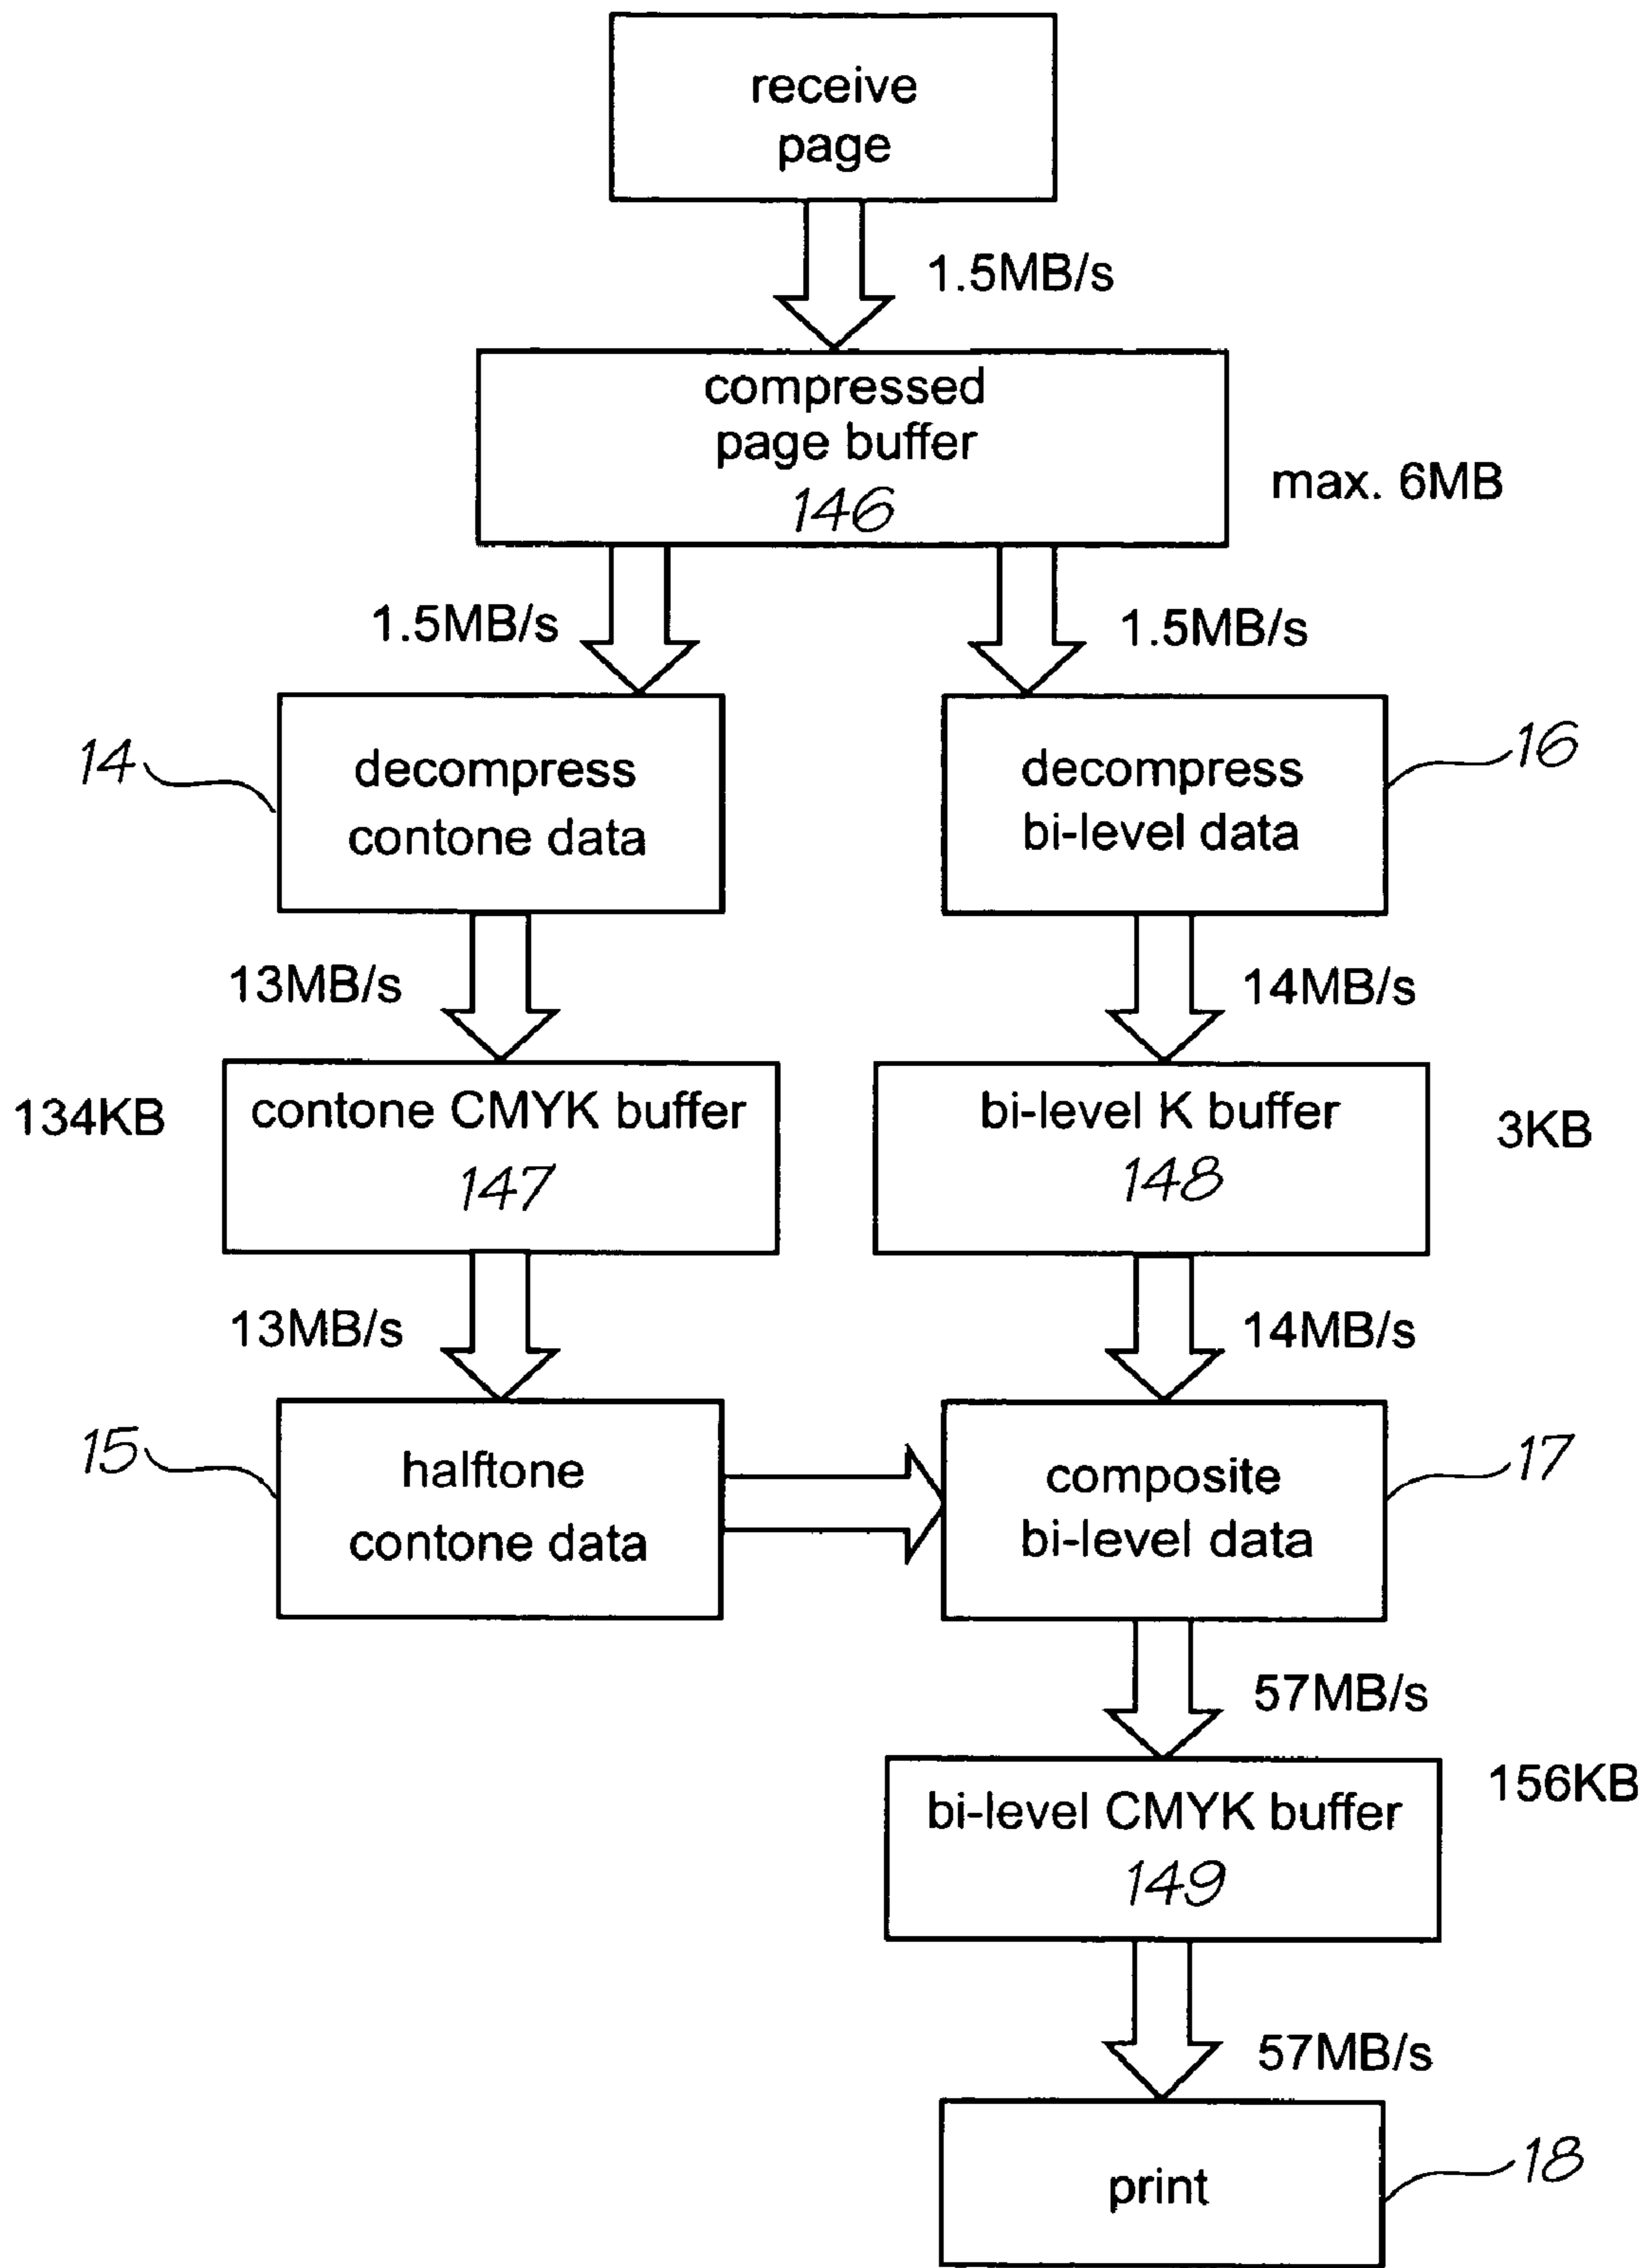 receive
page
1.5MB/s
compressed
page buffer
146
max. 6MB
1.5MB/s
1.5MB/s
14
decompress
contone data
decompress
bi-level data
16
13MB/s
14MB/s
134KB
contone CMYK buffer
147
bi-level K buffer
148
3KB
13MB/s
14MB/s
15
halftone
contone data
composite
bi-level data
17
57MB/s
bi-level CMYK buffer
149
156KB
57MB/s
print
18